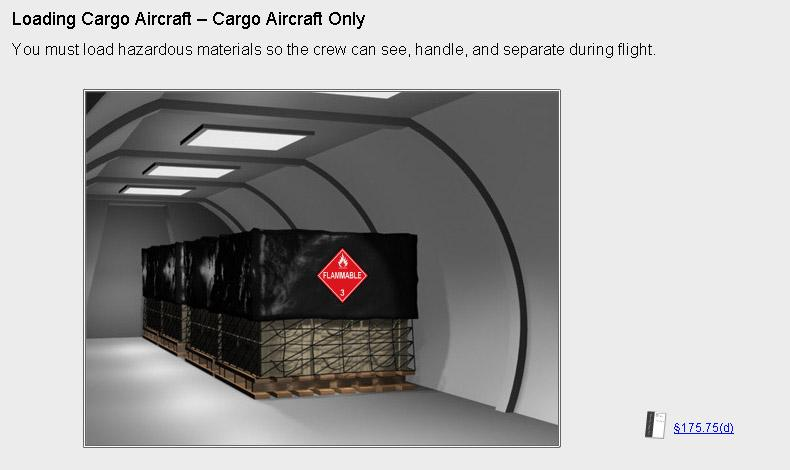 Loading Cargo Aircraft – Cargo Aircraft Only
You must load hazardous materials so the crew can see, handle, and separate during flight.
FLAMMABLE
3
§175.75(d)